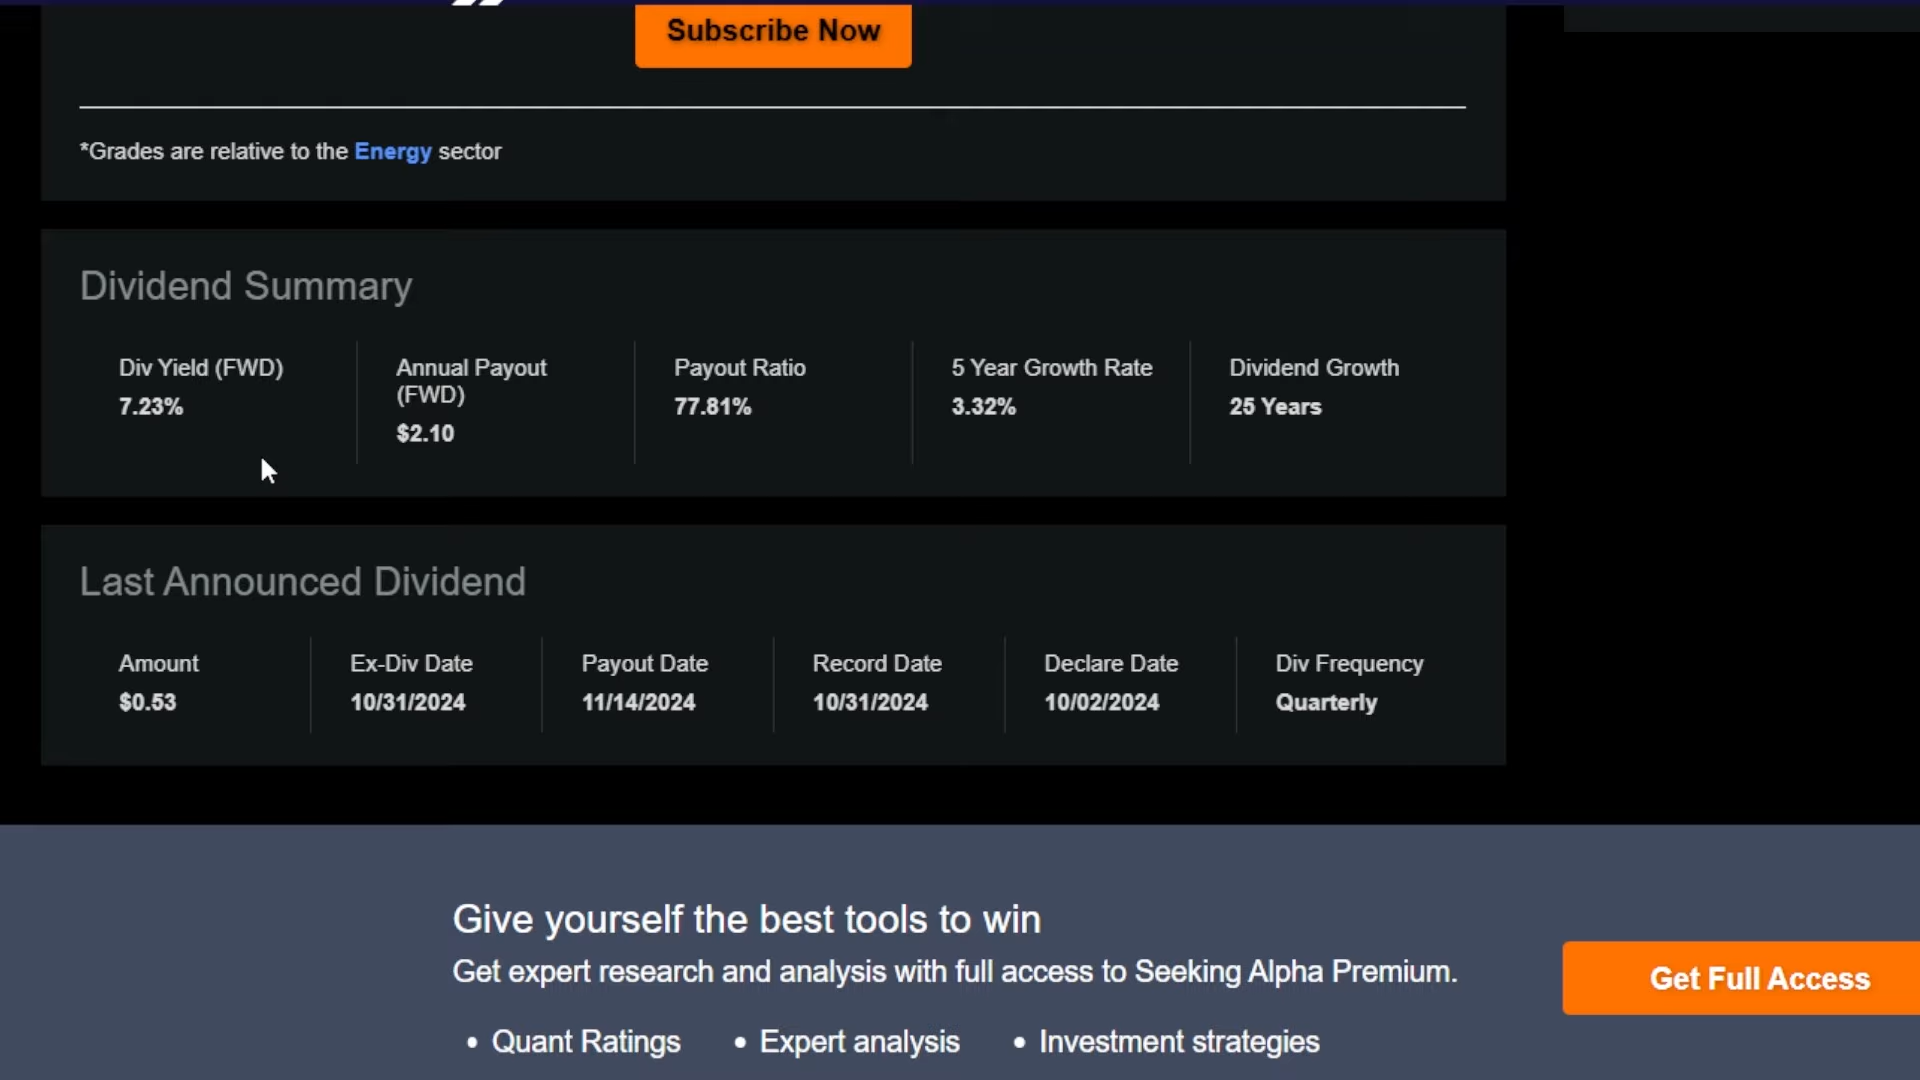 Subscribe Now
*Grades are relative to the Energy sector
Dividend Summary
Div Yield (FWD)
7.23%
Annual Payout
(FWD)
$2.10
Payout Ratio
77.81%
5 Year Growth Rate
3.32%
Dividend Growth
25 Years
Last Announced Dividend
Amount
$0.53
Ex-Div Date
10/31/2024
Payout Date
11/14/2024
Record Date
10/31/2024
Declare Date
10/02/2024
Div Frequency
Quarterly
Give yourself the best tools to win
Get expert research and analysis with full access to Seeking Alpha Premium.
Get Full Access
• Quant Ratings • Expert analysis • Investment strategies